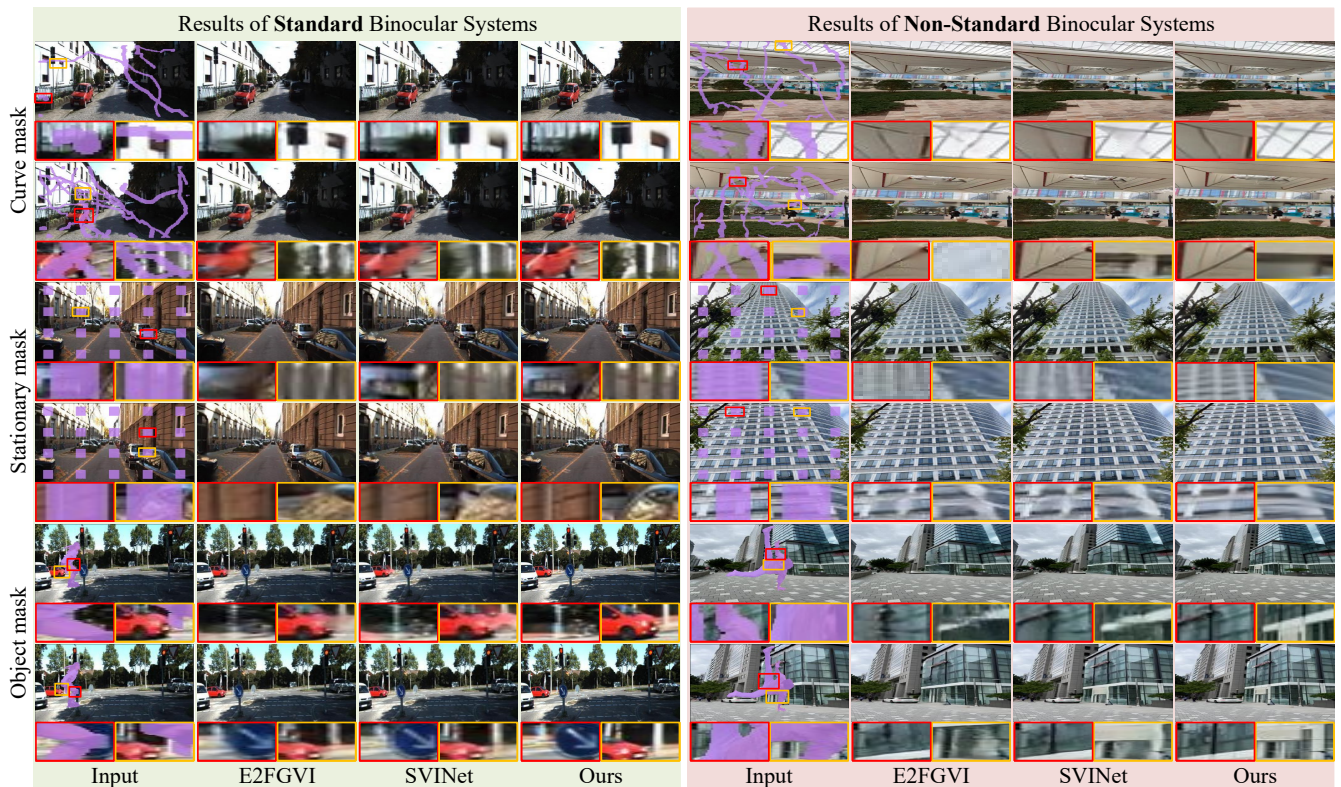 Results of Standard Binocular Systems
Results of Non-Standard Binocular Systems
Curve mask
Stationary mask
Object mask
Input
E2FGVI
SVINet
Ours
Input
E2FGVI
SVINet
Ours